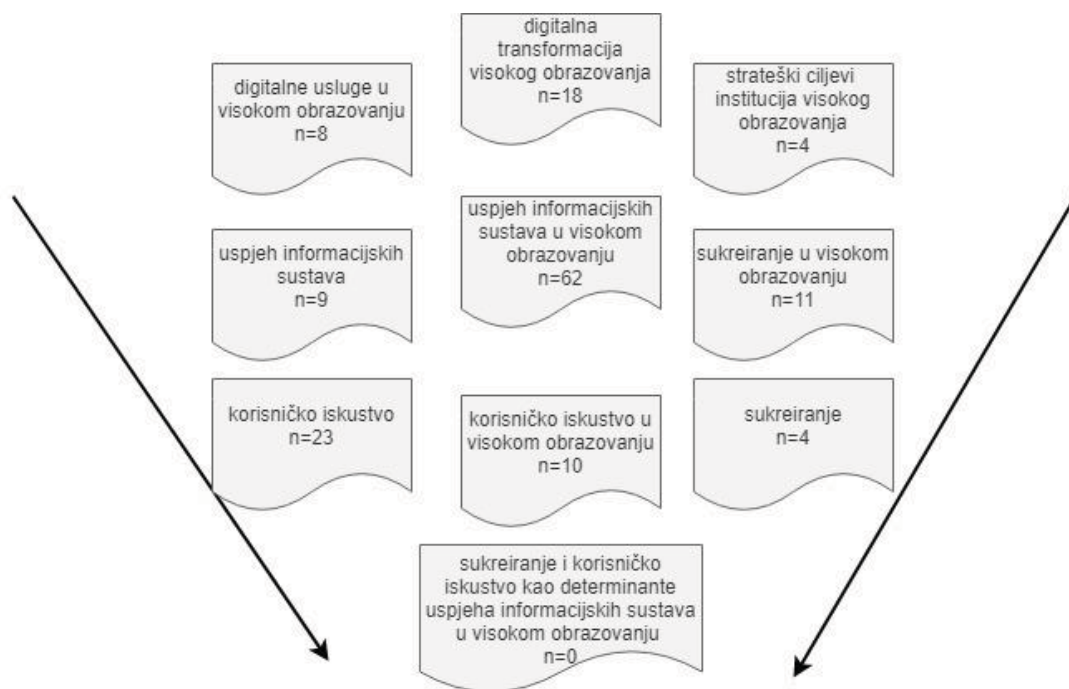 digitalna
transformacija
visokog obrazovanja
n=18
digitalne usluge u
visokom obrazovanju
n=8
strateški ciljevi
institucija visokog
obrazovanja
n=4
uspjeh informacijskih
sustava u visokom
obrazovanju
n=62
uspjeh informacijskih
sustava
n=9
sukreiranje u visokom
obrazovanju
n=11
korisničko iskustvo
n=23
korisničko iskustvo u
visokom obrazovanju
n=10
sukreiranje
n=4
sukreiranje i korisničko
iskustvo kao determinante
uspjeha informacijskih sustava
u visokom obrazovanju
n=0